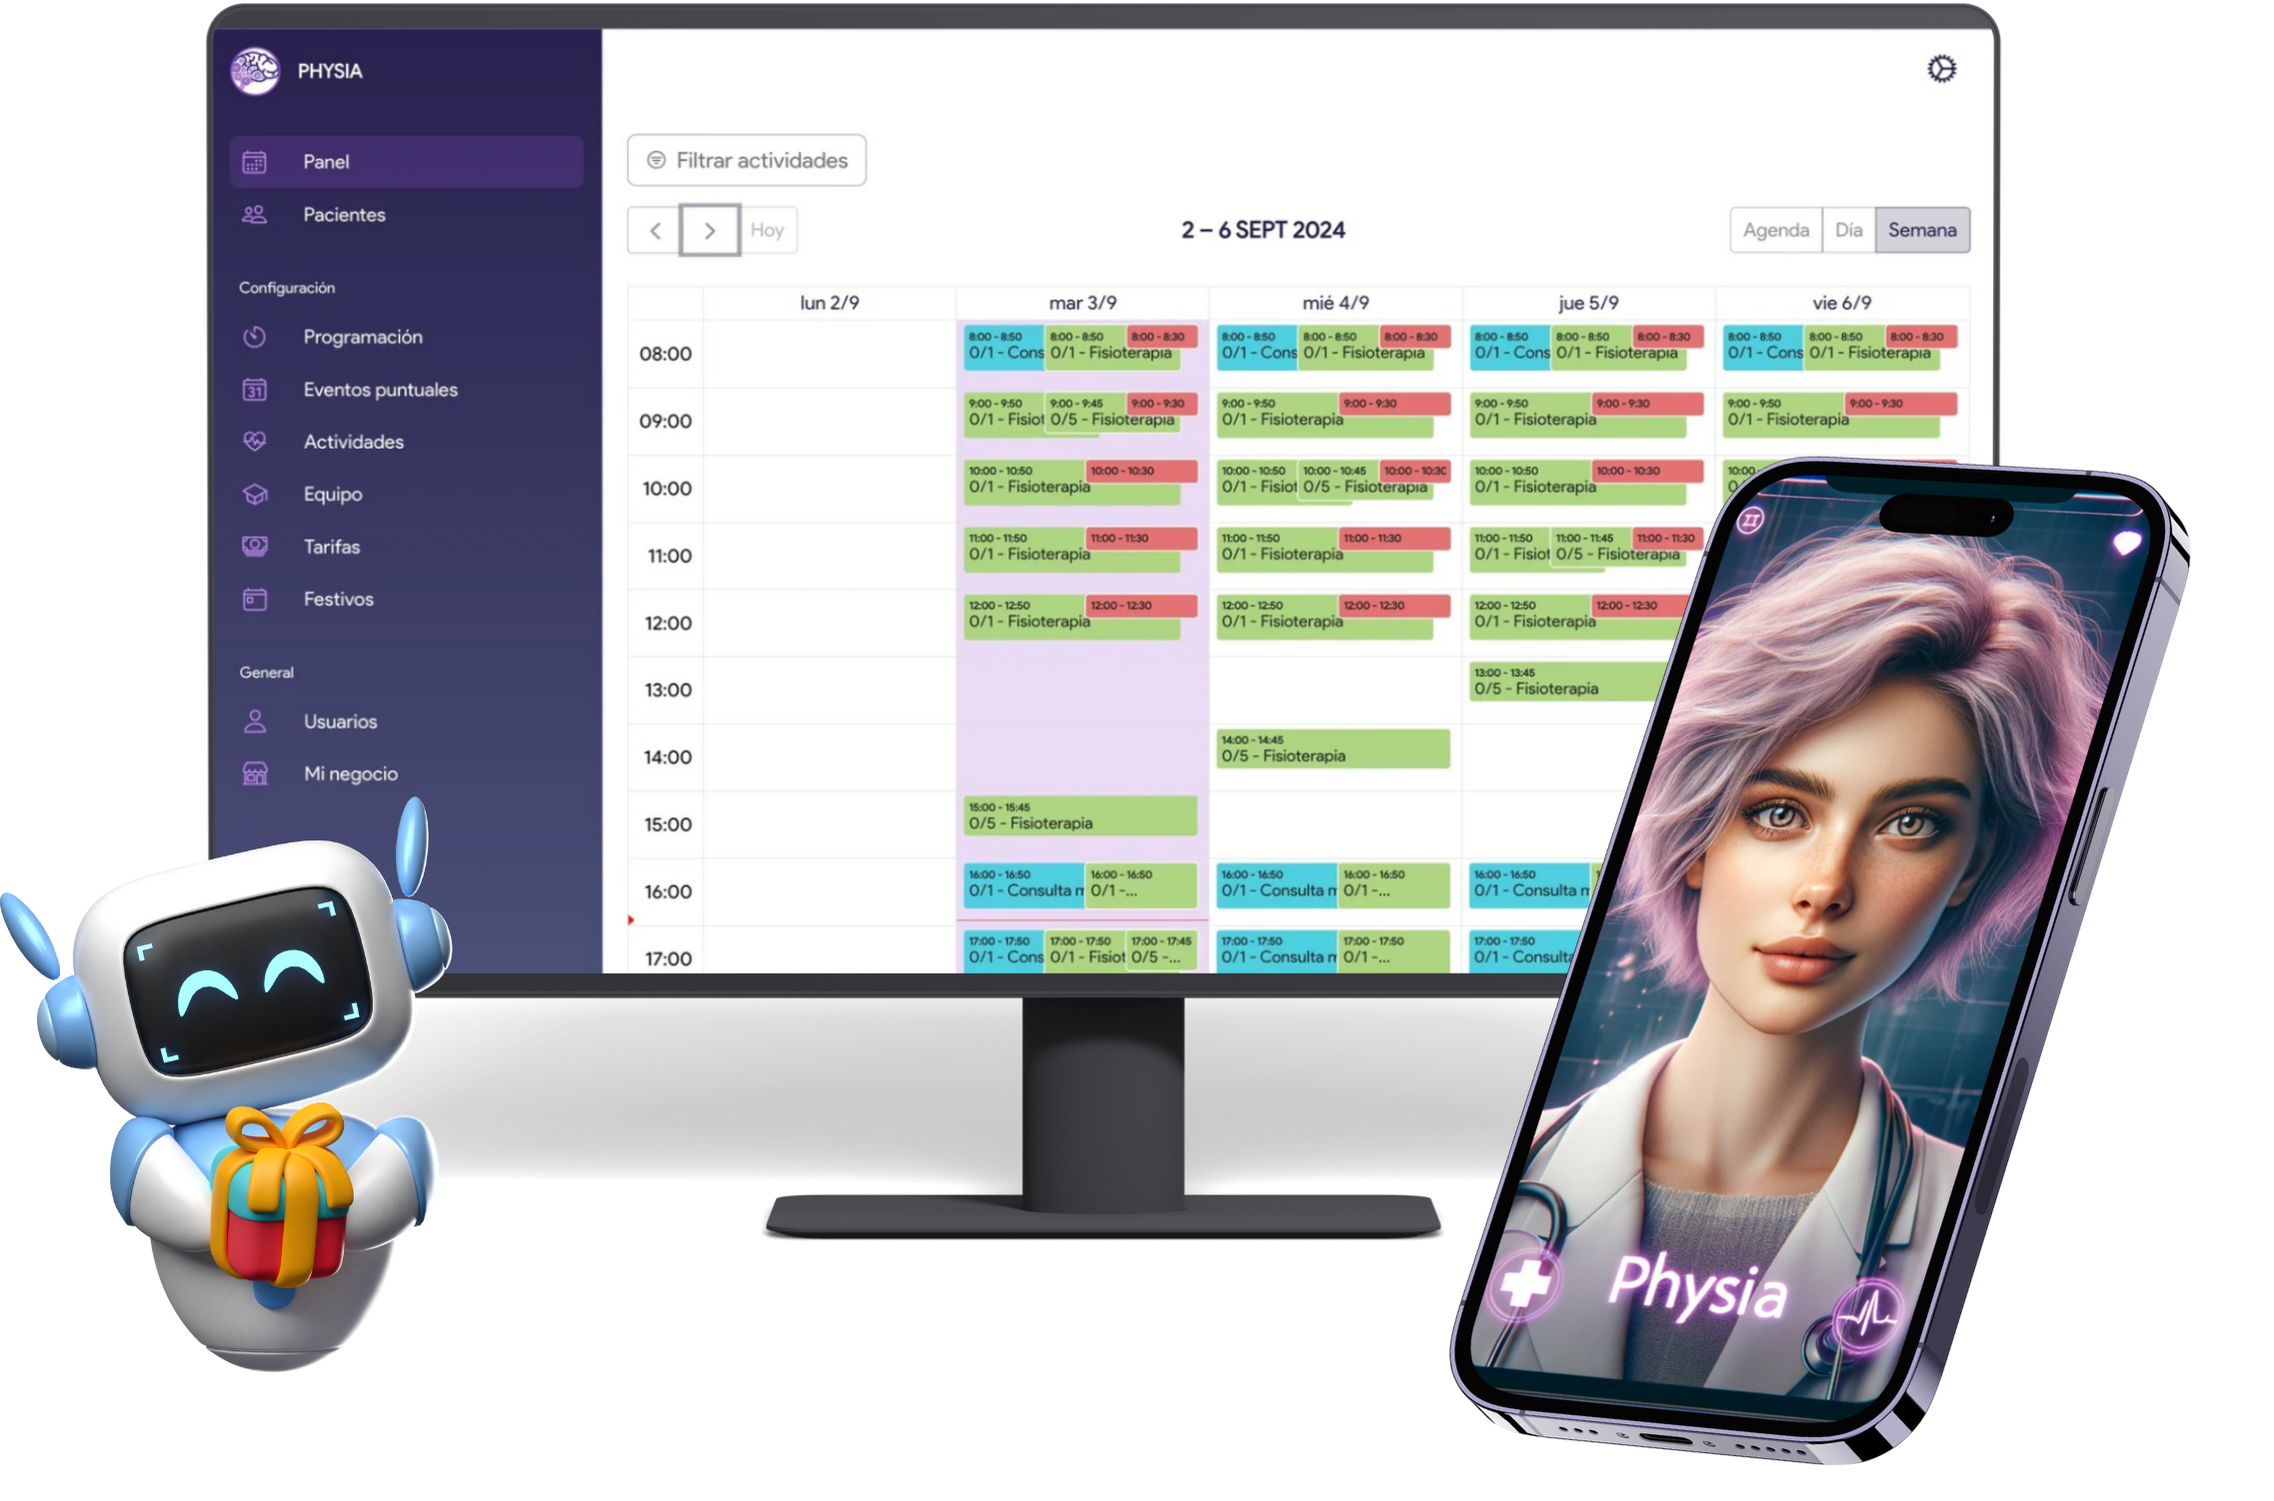 PHYSIA
Panel
Pacientes
Configuración
Programación
Eventos puntuales
Actividades
Equipo
Tarifas
Festivos
General
Usuarios
Mi negocio
Filtrar actividades
Hoy
2 – 6 SEPT 2024
Agenda Día Semana
lun 2/9 mar 3/9 mié 4/9 jue 5/9 vie 6/9
08:00
8:00 - 8:50 8:00 - 8:50 8:00 - 8:30 8:00 - 8:50 8:00 - 8:50 8:00 - 8:30 8:00 - 8:50 8:00 - 8:50 8:00 - 8:30 8:00 - 8:50 8:00 - 8:50 8:00 - 8:30
0/1 - Cons 0/1 - Fisioterapia 0/1 - Cons 0/1 - Fisioterapia 0/1 - Cons 0/1 - Fisioterapia 0/1 - Cons 0/1 - Fisioterapia
09:00
9:00 - 9:50 9:00 - 9:45 9:00 - 9:30 9:00 - 9:50 9:00 - 9:30 9:00 - 9:50 9:00 - 9:30 9:00 - 9:50 9:00 - 9:30
0/1 - Fisiot 0/5 - Fisioterapia 0/1 - Fisioterapia 0/1 - Fisioterapia 0/1 - Fisioterapia
10:00
10:00 - 10:50 10:00 - 10:30 10:00 - 10:50 10:00 - 10:45 10:00 - 10:30 10:00 - 10:50 10:00 - 10:30 10:00
0/1 - Fisioterapia 0/1 - Fisiot 0/5 - Fisioterapia 0/1 - Fisioterapia
11:00
11:00 - 11:50 11:00 - 11:30 11:00 - 11:50 11:00 - 11:30 11:00 - 11:50 11:00 - 11:45 11:00 - 11:30
0/1 - Fisioterapia 0/1 - Fisioterapia 0/1 - Fisiot 0/5 - Fisioterapia
12:00
12:00 - 12:50 12:00 - 12:30 12:00 - 12:50 12:00 - 12:30 12:00 - 12:50 12:00 - 12:30
0/1 - Fisioterapia 0/1 - Fisioterapia 0/1 - Fisioterapia
13:00
13:00 - 13:45
0/5 - Fisioterapia
14:00
14:00 - 14:45
0/5 - Fisioterapia
15:00
15:00 - 15:45
0/5 - Fisioterapia
16:00
16:00 - 16:50 16:00 - 16:50 16:00 - 16:50 16:00 - 16:50 16:00 - 16:50
0/1 - Consulta m 0/1 -... 0/1 - Consulta m 0/1 -... 0/1 - Consulta m
17:00
17:00 - 17:50 17:00 - 17:50 17:00 - 17:45 17:00 - 17:50 17:00 - 17:50 17:00 - 17:50
0/1 - Cons 0/1 - Fisiot 0/5 -... 0/1 - Consulta m 0/1 -... 0/1 - Consulta
Physia